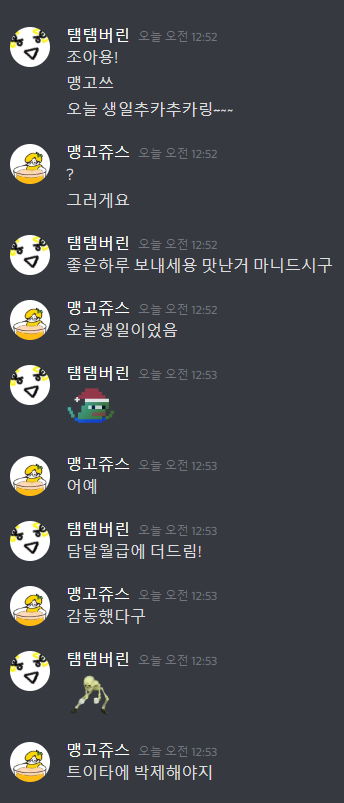 탬탬버린 오늘 오전 12:52
조아용!
맹고쓰
오늘 생일추카추카링~~~
맹고쥬스 오늘 오전 12:52
?
그러게요
탬탬버린 오늘 오전 12:52
좋은하루 보내세용 맛난거 마니드시구
맹고쥬스 오늘 오전 12:52
오늘생일이었음
탬탬버린 오늘 오전 12:53
맹고쥬스 오늘 오전 12:53
어예
탬탬버린 오늘 오전 12:53
담달월급에 더드림!
맹고쥬스 오늘 오전 12:53
감동했다구
탬탬버린 오늘 오전 12:53
맹고쥬스 오늘 오전 12:53
트이타에 박제해야지